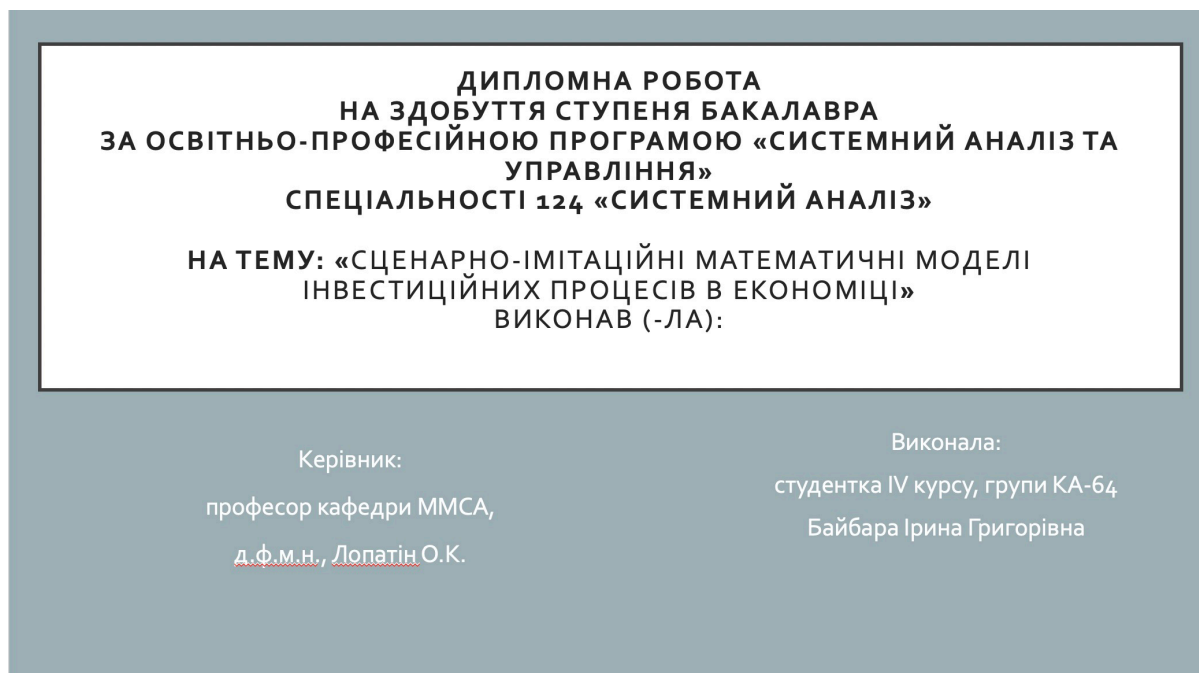 ДИПЛОМНА РОБОТА
НА ЗДОБУТТЯ СТУПЕНЯ БАКАЛАВРА
ЗА ОСВІТНЬО-ПРОФЕСІЙНОЮ ПРОГРАМОЮ «СИСТЕМНИЙ АНАЛІЗ ТА
УПРАВЛІННЯ»
СПЕЦІАЛЬНОСТІ 124 «СИСТЕМНИЙ АНАЛІЗ»
НА ТЕМУ: «СЦЕНАРНО-ІМІТАЦІЙНІ МАТЕМАТИЧНІ МОДЕЛІ
ІНВЕСТИЦІЙНИХ ПРОЦЕСІВ В ЕКОНОМІЦІ»
ВИКОНАВ (-ЛА):
Керівник:
професор кафедри ММСА,
д.ф.м.н., Лопатін О.К.
Виконала:
студентка IV курсу, групи КА-64
Байбара Ірина Григорівна